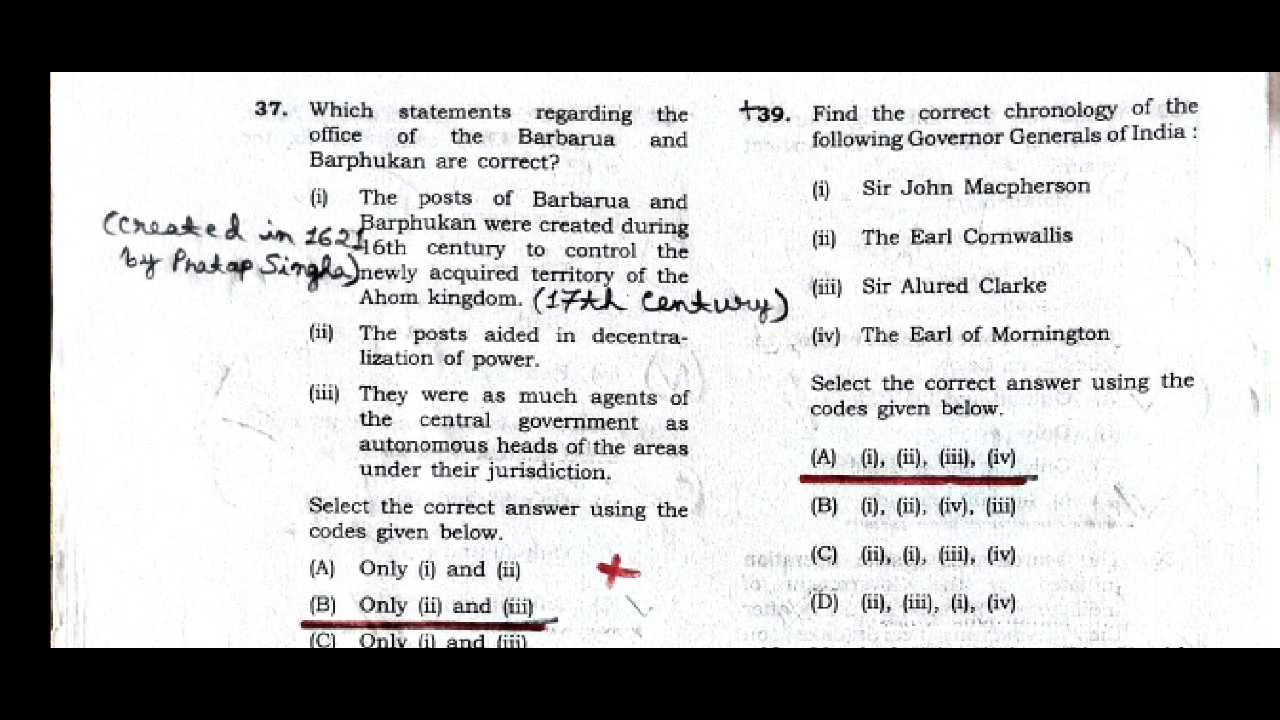 37. Which statements regarding the
office of the Barbarua and
Barphukan are correct?
(i) The posts of Barbarua and
Barphukan were created during
16th century to control the
newly acquired territory of the
Ahom kingdom. (17th Century)
(Created in 1621
by Pratap Singha)
(ii) The posts aided in decentra-
lization of power.
(iii) They were as much agents of
the central government as
autonomous heads of the areas
under their jurisdiction.
Select the correct answer using the
codes given below.
(A) Only (i) and (ii)
(B) Only (ii) and (iii)
(C) Only (i) and (iii)
+39. Find the correct chronology of the
following Governor Generals of India :
(i) Sir John Macpherson
(ii) The Earl Cornwallis
(iii) Sir Alured Clarke
(iv) The Earl of Mornington
Select the correct answer using the
codes given below.
(A) (i), (ii), (iii), (iv)
(B) (i), (ii), (iv), (iii)
(C) (ii), (i), (iii), (iv)
(D) (ii), (iii), (i), (iv)